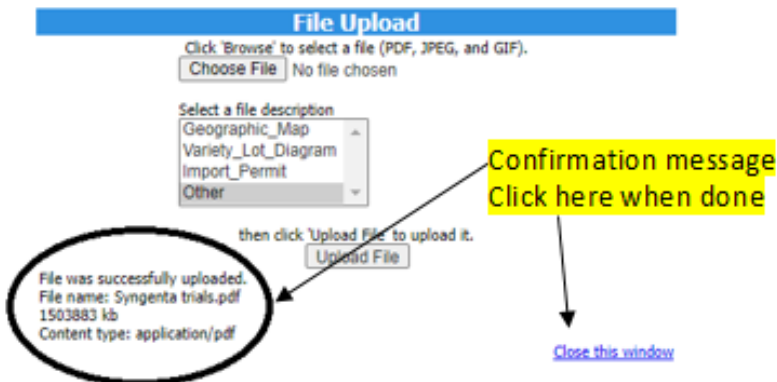 File Upload
Click 'Browse' to select a file (PDF, JPEG, and GIF).
Choose File No file chosen
Select a file description
Geographic_Map
Variety_Lot_Diagram
Import_Permit
Other
Confirmation message
Click here when done
then click 'Upload File' to upload it.
Upload File
File was successfully uploaded.
File name: Syngenta trials.pdf
1503883 kb
Content type: application/pdf
Close this window